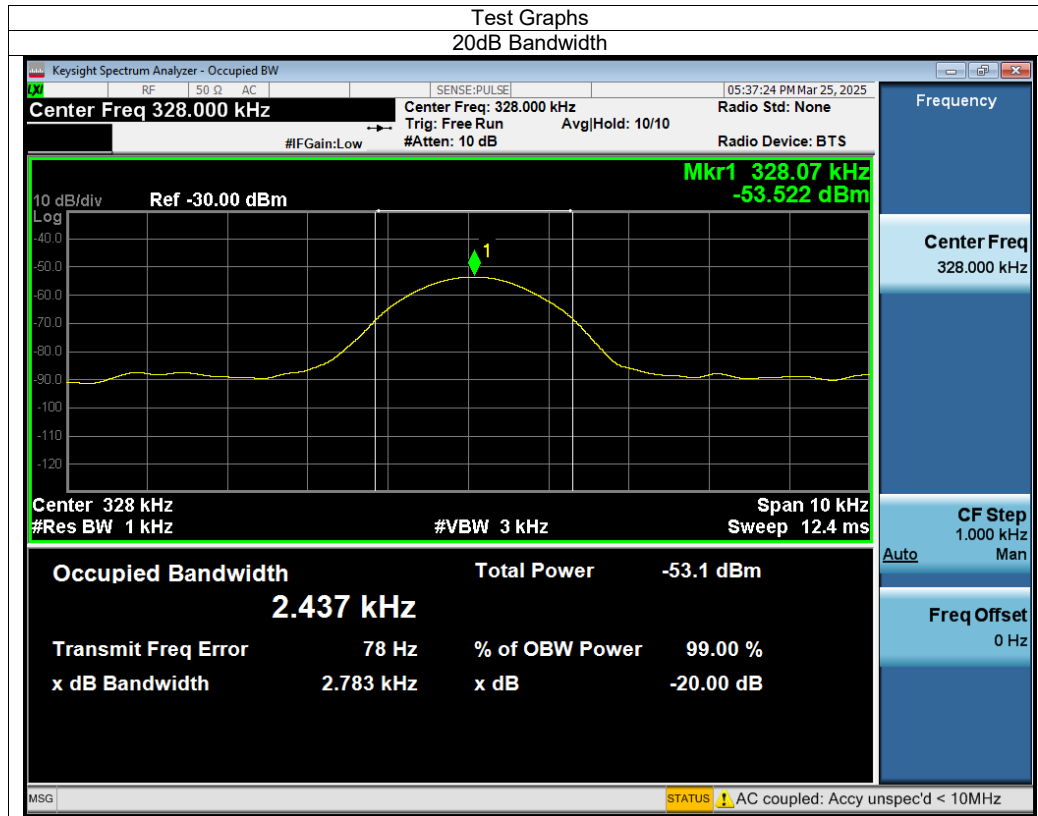 Test Graphs
20dB Bandwidth
Keysight Spectrum Analyzer - Occupied BW
LXI RF 50 Ω AC SENSE:PULSE 05:37:24 PM Mar 25, 2025
Center Freq 328.000 kHz
Center Freq: 328.000 kHz Radio Std: None
Trig: Free Run Avg|Hold: 10/10
#IFGain:Low #Atten: 10 dB Radio Device: BTS
Mkr1 328.07 kHz
-53.522 dBm
10 dB/div Ref -30.00 dBm
Log
-40.0
1
-50.0
-60.0
-70.0
-80.0
-90.0
-100
-110
-120
Center 328 kHz Span 10 kHz
#Res BW 1 kHz #VBW 3 kHz Sweep 12.4 ms
Occupied Bandwidth Total Power -53.1 dBm
2.437 kHz
Transmit Freq Error 78 Hz % of OBW Power 99.00 %
x dB Bandwidth 2.783 kHz x dB -20.00 dB
Frequency
Center Freq
328.000 kHz
CF Step
1.000 kHz
Auto Man
Freq Offset
0 Hz
MSG STATUS AC coupled: Accy unspec'd < 10MHz